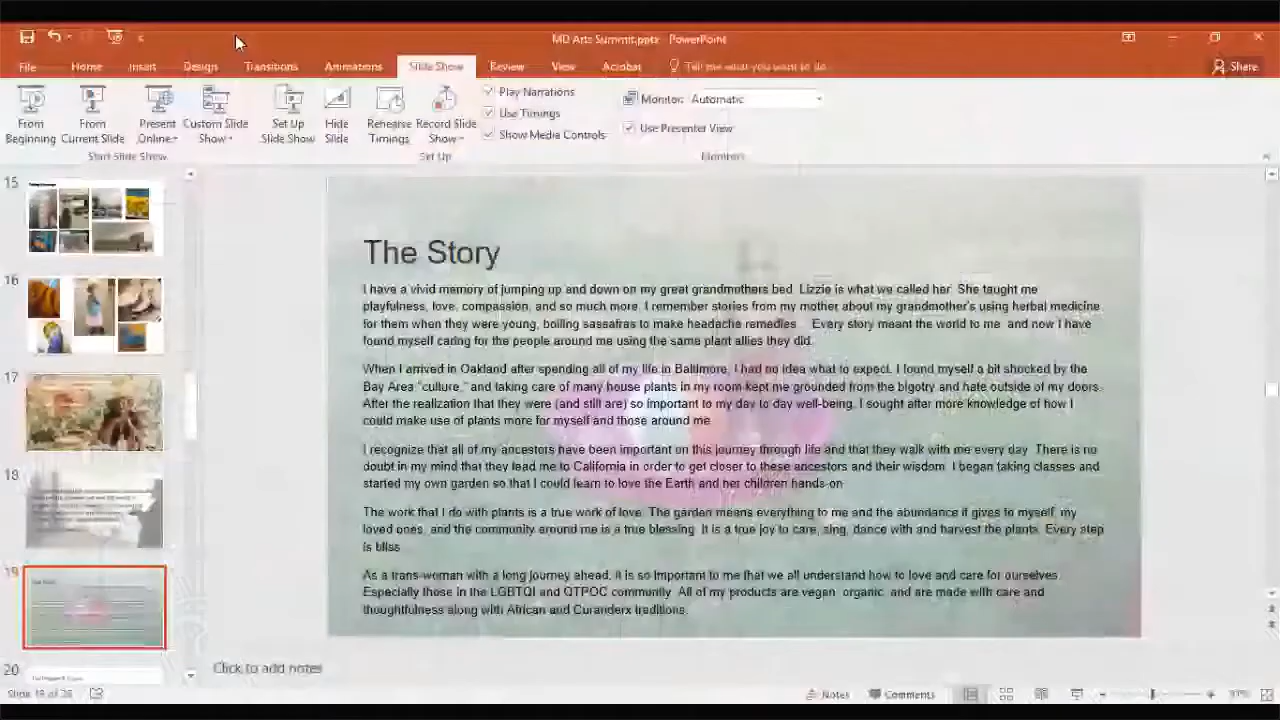 MD Arts Summit.pptx - PowerPoint
File Home Insert Design Transitions Animations Slide Show Review View Acrobat Tell me what you want to do Share
From Beginning
From Current Slide
Present Online
Custom Slide Show
Set Up Slide Show
Hide Slide
Rehearse Timings
Record Slide Show
Play Narrations
Use Timings
Show Media Controls
Monitor: Automatic
Use Presenter View
Start Slide Show
Set Up
Monitors
15
16
17
18
19
20
The Story
I have a vivid memory of jumping up and down on my great grandmothers bed. Lizzie is what we called her. She taught me
playfulness, love, compassion, and so much more. I remember stories from my mother about my grandmother's using herbal medicine
for them when they were young, boiling sassafras to make headache remedies. Every story meant the world to me and now I have
found myself caring for the people around me using the same plant allies they did.
When I arrived in Oakland after spending all of my life in Baltimore, I had no idea what to expect. I found myself a bit shocked by the
Bay Area "culture," and taking care of many house plants in my room kept me grounded from the bigotry and hate outside of my doors.
After the realization that they were (and still are) so important to my day to day well-being, I sought after more knowledge of how I
could make use of plants more for myself and those around me.
I recognize that all of my ancestors have been important on this journey through life and that they walk with me every day. There is no
doubt in my mind that they lead me to California in order to get closer to these ancestors and their wisdom. I began taking classes and
started my own garden so that I could learn to love the Earth and her children hands-on.
The work that I do with plants is a true work of love. The garden means everything to me and the abundance it gives to myself, my
loved ones, and the community around me is a true blessing. It is a true joy to care, sing, dance with and harvest the plants. Every step
is bliss.
As a trans-woman with a long journey ahead, it is so important to me that we all understand how to love and care for ourselves.
Especially those in the LGBTQI and QTPOC community. All of my products are vegan, organic, and are made with care and
thoughtfulness along with African and Curanderx traditions.
Click to add notes
Slide 19 of 28
Notes
Comments